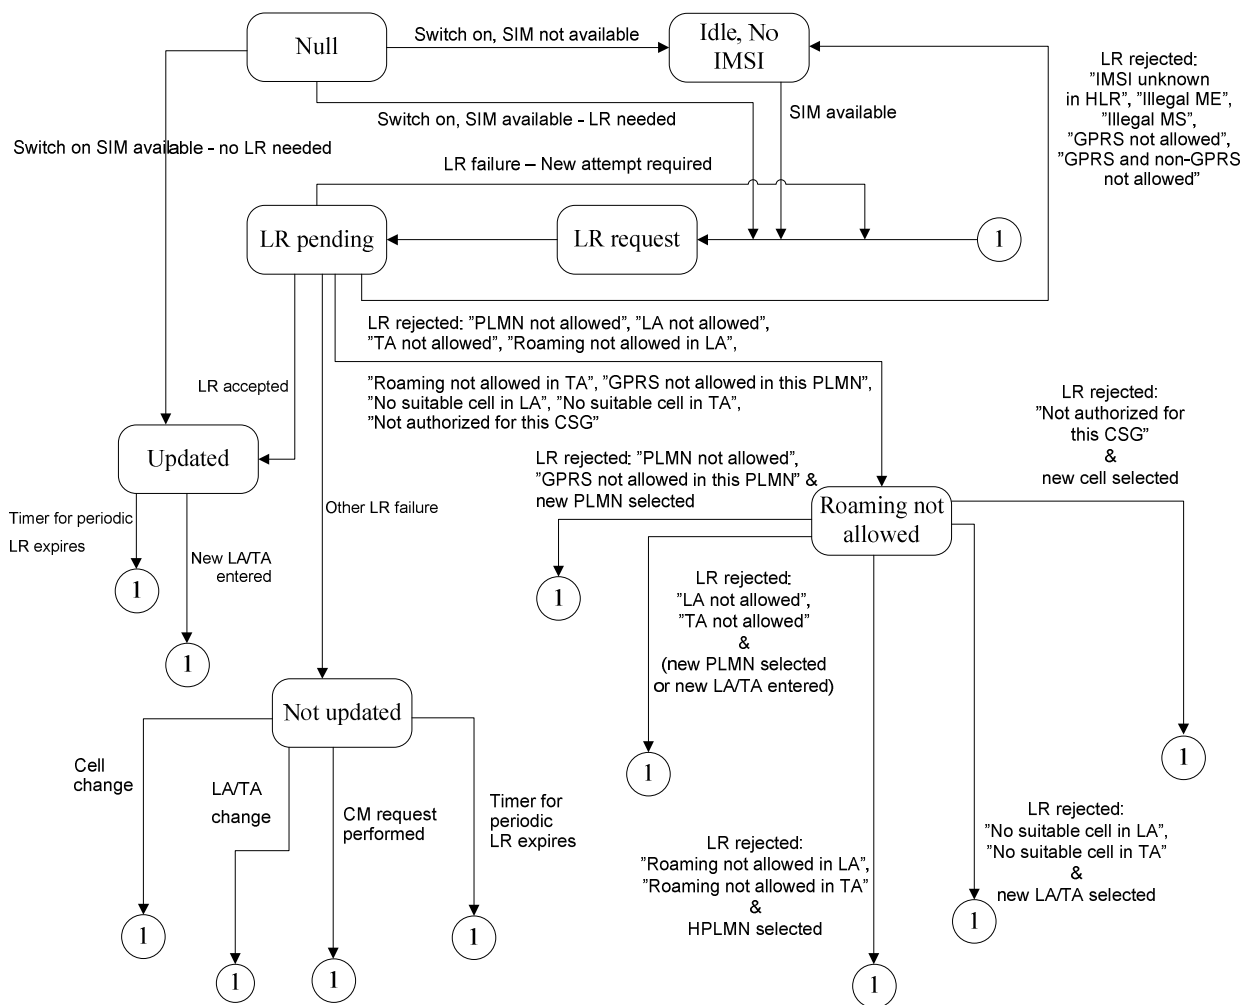 Null
Switch on, SIM not available
Idle, No
IMSI
LR rejected:
”IMSI unknown
in HLR”, ”Illegal ME”,
”Illegal MS”,
”GPRS not allowed”,
”GPRS and non-GPRS
not allowed”
SIM available
Switch on, SIM available - LR needed
Switch on SIM available - no LR needed
LR failure – New attempt required
LR pending
LR request
1
LR rejected: ”PLMN not allowed”, ”LA not allowed”,
”TA not allowed”, ”Roaming not allowed in LA”,
”Roaming not allowed in TA”, ”GPRS not allowed in this PLMN”,
”No suitable cell in LA”, ”No suitable cell in TA”,
”Not authorized for this CSG”
LR accepted
LR rejected:
”Not authorized for
this CSG”
&
new cell selected
Updated
LR rejected: ”PLMN not allowed”,
”GPRS not allowed in this PLMN” &
new PLMN selected
Roaming not
allowed
Other LR failure
Timer for periodic
LR expires
New LA/TA
entered
1
1
1
LR rejected:
”LA not allowed”,
”TA not allowed”
&
(new PLMN selected
or new LA/TA entered)
Not updated
1
1
Cell
change
LA/TA
change
CM request
performed
Timer for
periodic
LR expires
LR rejected:
”No suitable cell in LA”,
”No suitable cell in TA”
&
new LA/TA selected
LR rejected:
”Roaming not allowed in LA”,
”Roaming not allowed in TA”
&
HPLMN selected
1
1
1
1
1
1